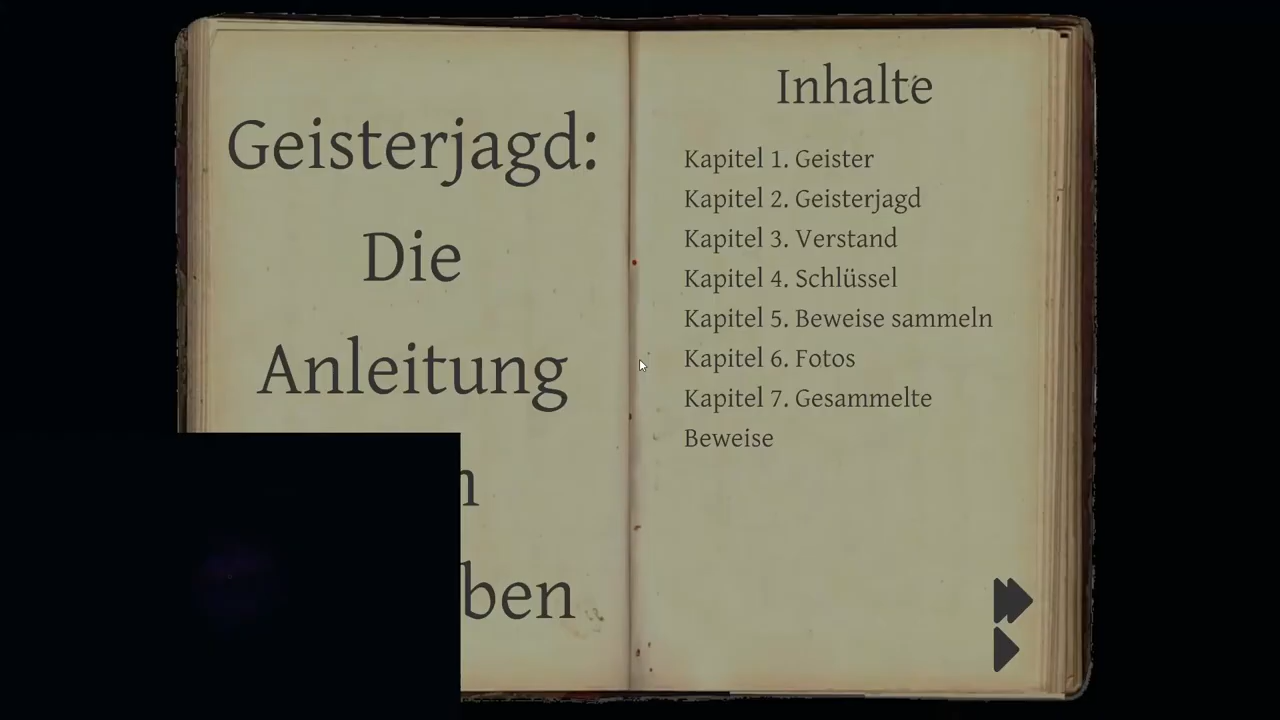 Geisterjagd:
Die
Anleitung
Inhalte
Kapitel 1. Geister
Kapitel 2. Geisterjagd
Kapitel 3. Verstand
Kapitel 4. Schlüssel
Kapitel 5. Beweise sammeln
Kapitel 6. Fotos
Kapitel 7. Gesammelte
Beweise